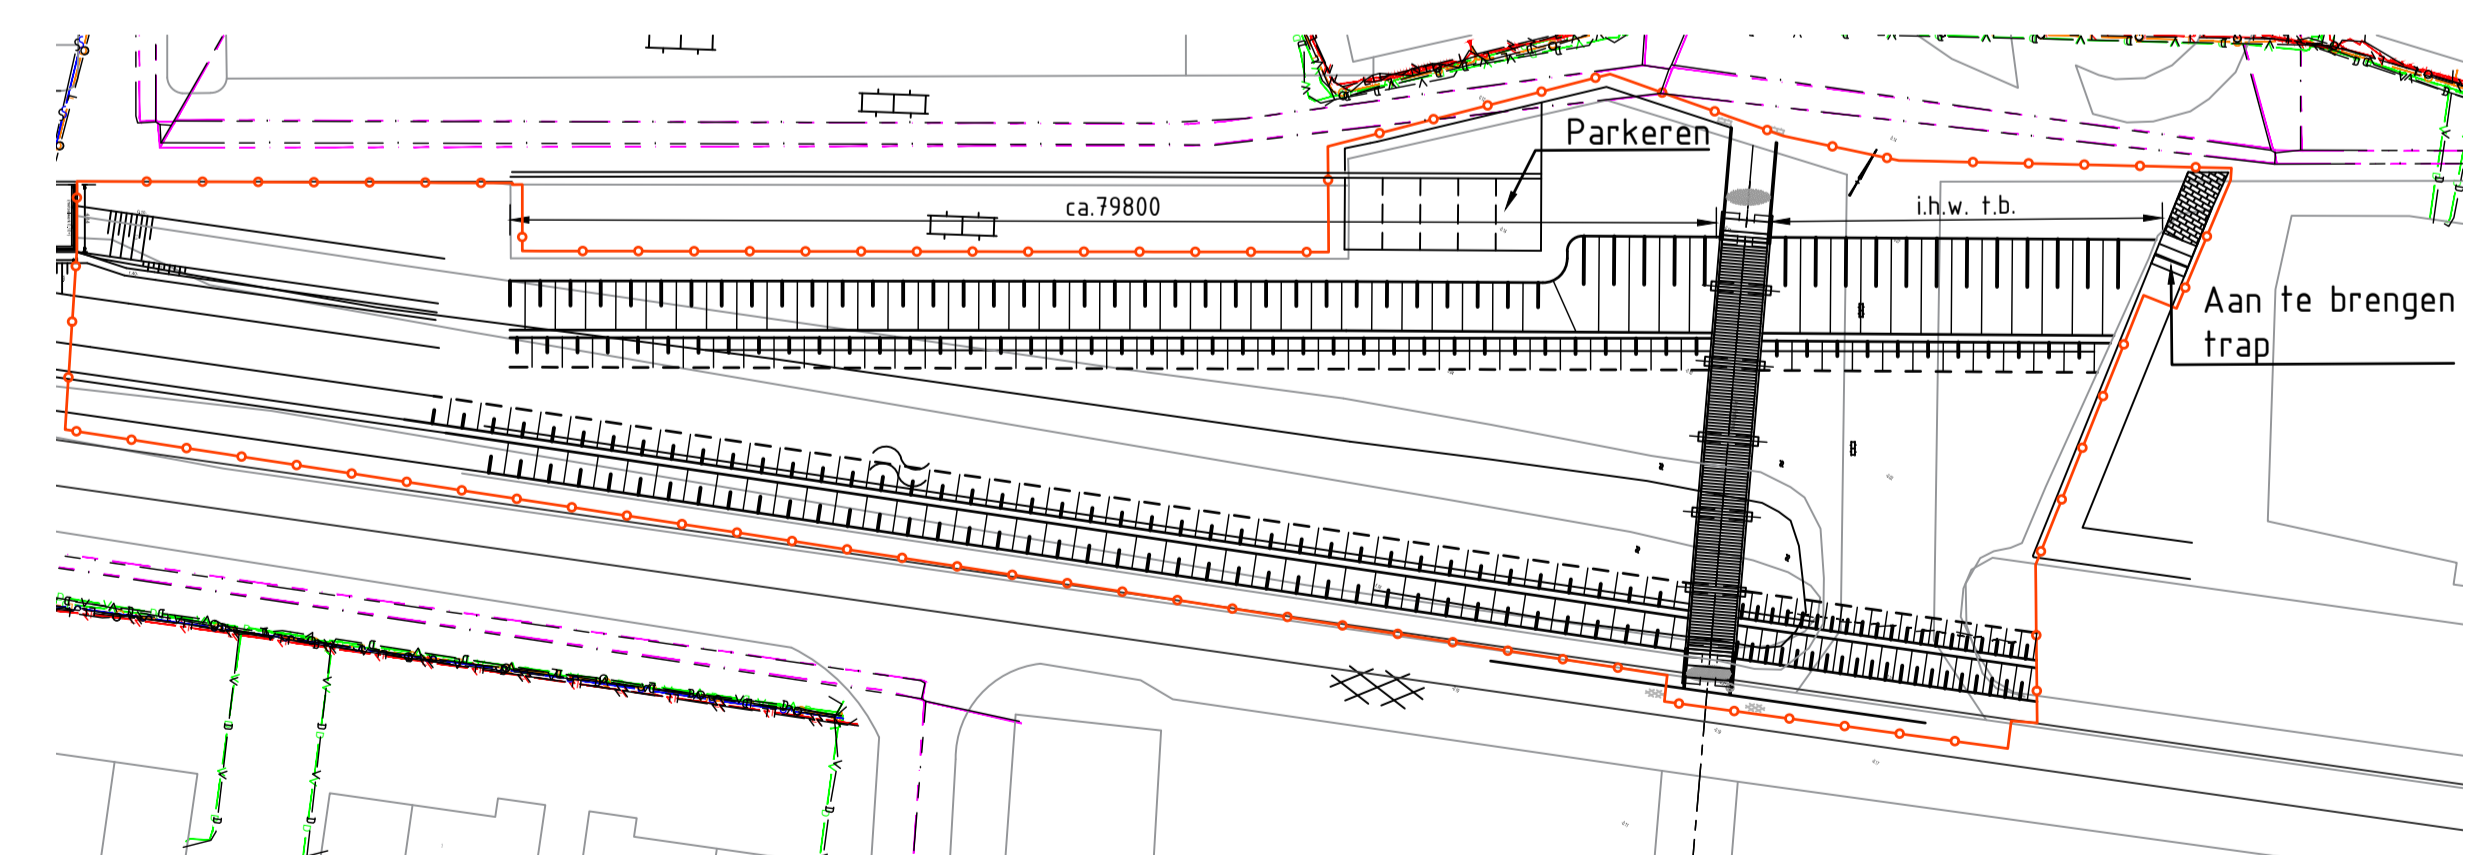 Parkeren
ca.79800
i.h.w. t.b.
Aan te brengen
trap